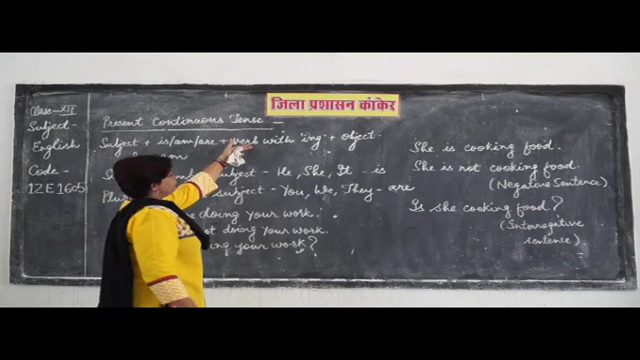 जिला प्रशासन कांकेर
Class - XII
Subject -
English
Code -
12E1605
Present Continuous Tense -
Subject + is/am/are + verb with 'ing' + object
subject - He, She, It - is
subject - You, We, They - are
doing your work.
doing your work.
your work?
She is cooking food.
She is not cooking food.
(Negative Sentence)
Is she cooking food?
(Interrogative
sentence)